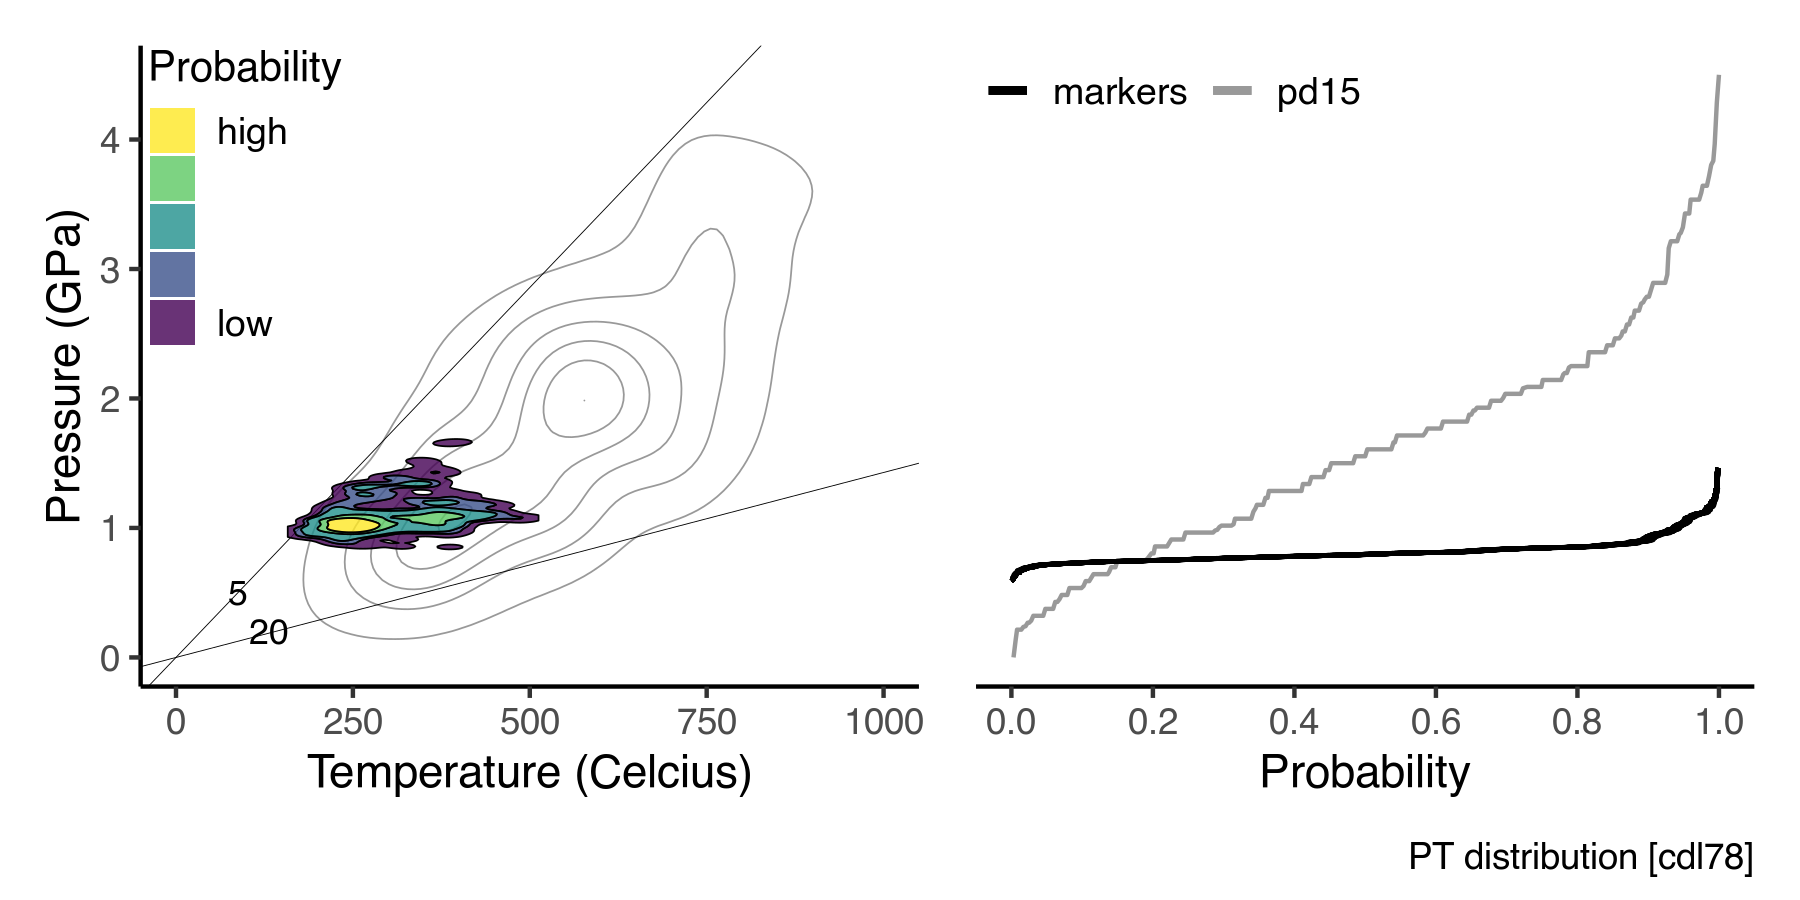 Probability
high
low
Pressure (GPa)
4
3
2
1
0
5
20
0 250 500 750 1000
Temperature (Celcius)
markers pd15
0.0 0.2 0.4 0.6 0.8 1.0
Probability
PT distribution [cdl78]